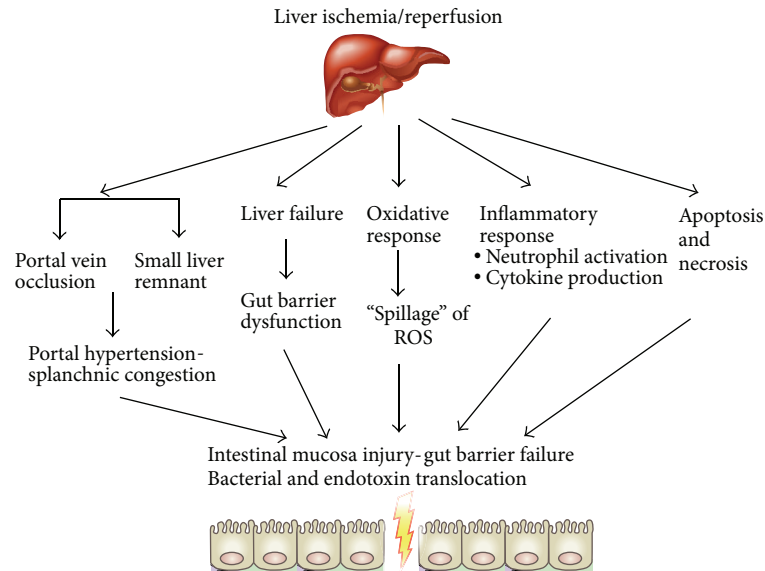 Liver ischemia/reperfusion
Portal vein
occlusion
Small liver
remnant
Portal hypertension-
splanchnic congestion
Liver failure
Gut barrier
dysfunction
Oxidative
response
"Spillage" of
ROS
Inflammatory
response
• Neutrophil activation
• Cytokine production
Apoptosis
and
necrosis
Intestinal mucosa injury-gut barrier failure
Bacterial and endotoxin translocation